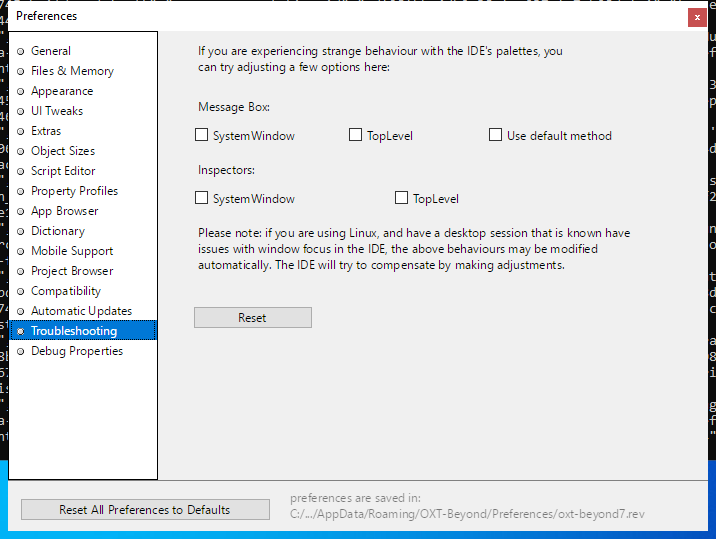 Preferences
x
General
Files & Memory
Appearance
UI Tweaks
Extras
Object Sizes
Script Editor
Property Profiles
App Browser
Dictionary
Mobile Support
Project Browser
Compatibility
Automatic Updates
Troubleshooting
Debug Properties
If you are experiencing strange behaviour with the IDE's palettes, you
can try adjusting a few options here:
Message Box:
SystemWindow
TopLevel
Use default method
Inspectors:
SystemWindow
TopLevel
Please note: if you are using Linux, and have a desktop session that is known have
issues with window focus in the IDE, the above behaviours may be modified
automatically. The IDE will try to compensate by making adjustments.
Reset
Reset All Preferences to Defaults
preferences are saved in:
C:/.../AppData/Roaming/OXT-Beyond/Preferences/oxt-beyond7.rev